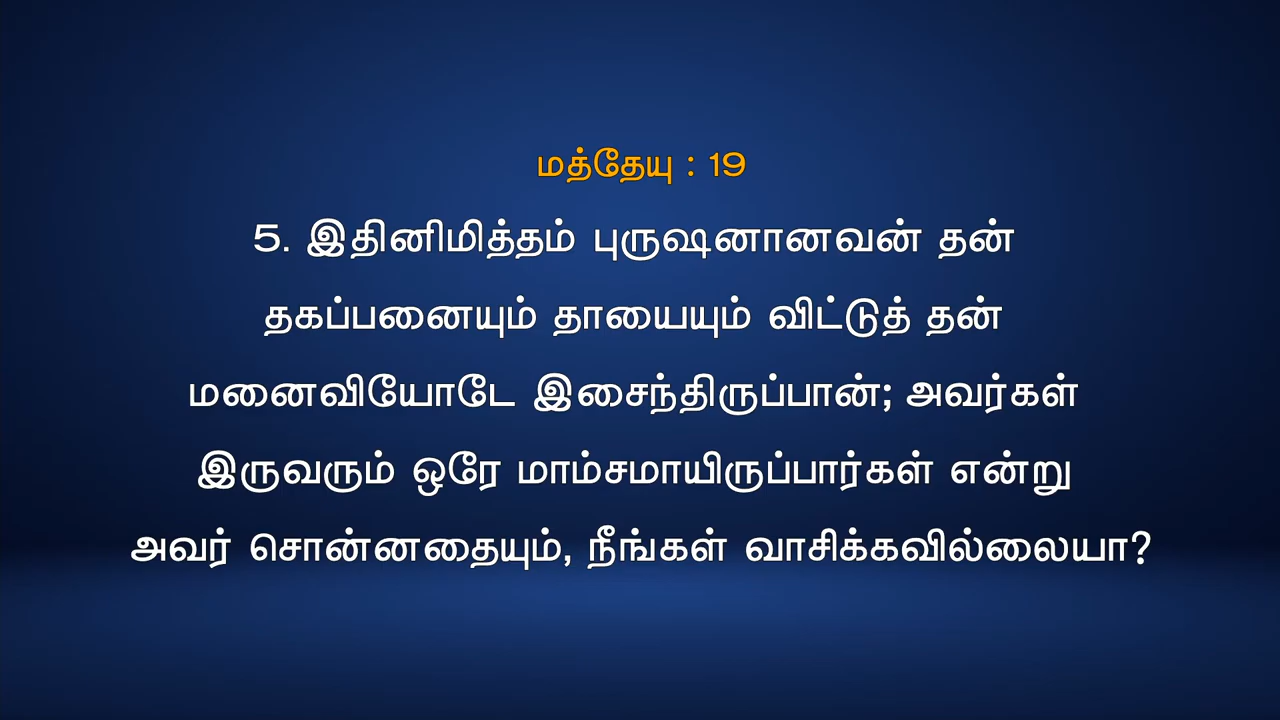 மத்தேயு : 19
5. இதினிமித்தம் புருஷனானவன் தன்
தகப்பனையும் தாயையும் விட்டுத் தன்
மனைவியோடே இசைந்திருப்பான்; அவர்கள்
இருவரும் ஒரே மாம்சமாயிருப்பார்கள் என்று
அவர் சொன்னதையும், நீங்கள் வாசிக்கவில்லையா?